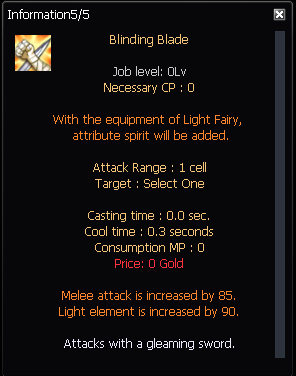 Information5/5
Blinding Blade
Job level: 0Lv
Necessary CP : 0
With the equipment of Light Fairy,
attribute spirit will be added.
Attack Range : 1 cell
Target : Select One
Casting time : 0.0 sec.
Cool time : 0.3 seconds
Consumption MP : 0
Price: 0 Gold
Melee attack is increased by 85.
Light element is increased by 90.
Attacks with a gleaming sword.